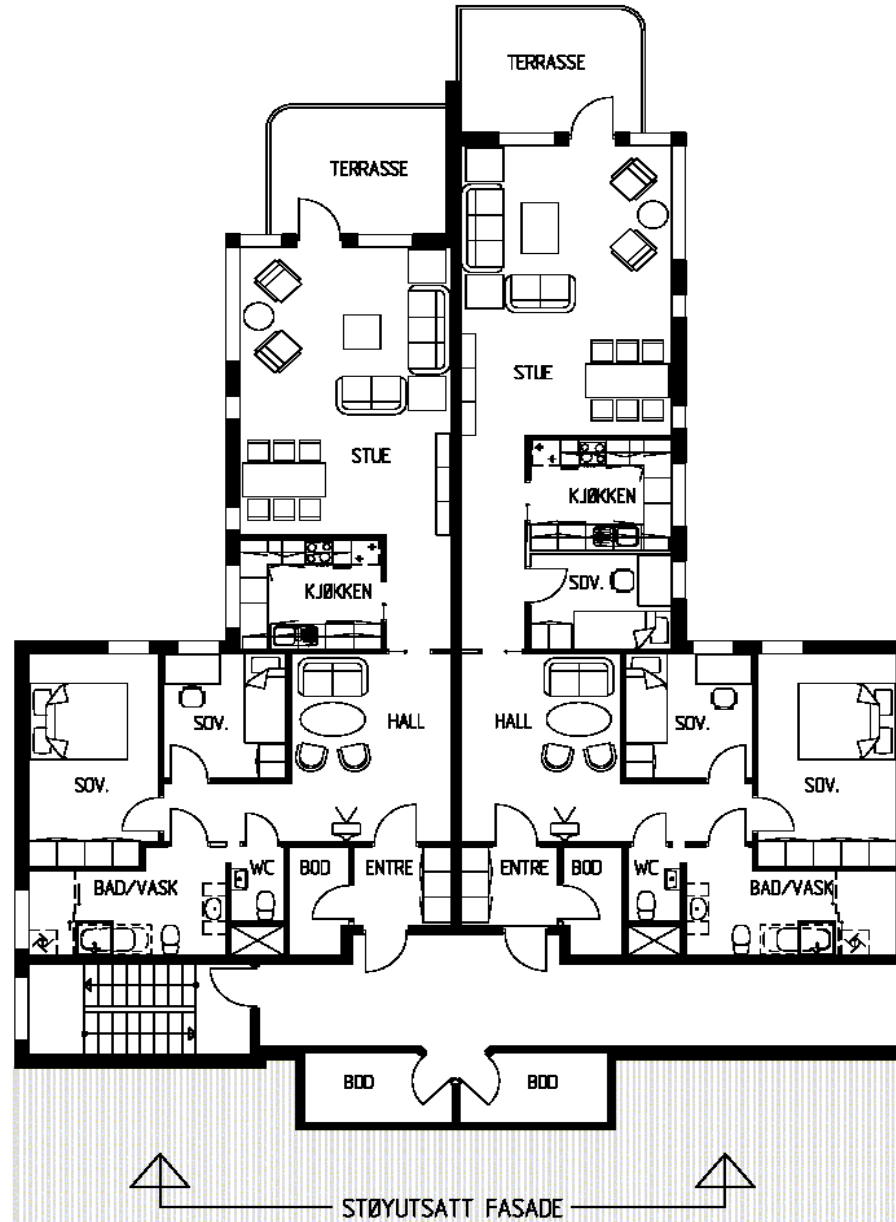 TERRASSE
TERRASSE
STUE
STUE
KJØKKEN
KJØKKEN
SOV.
HALL
HALL
SOV.
SOV.
SOV.
SOV.
WC
BOD
ENTRE
ENTRE
BOD
WC
BAD/VASK
BAD/VASK
BOD
BOD
STØYUTSATT FASADE